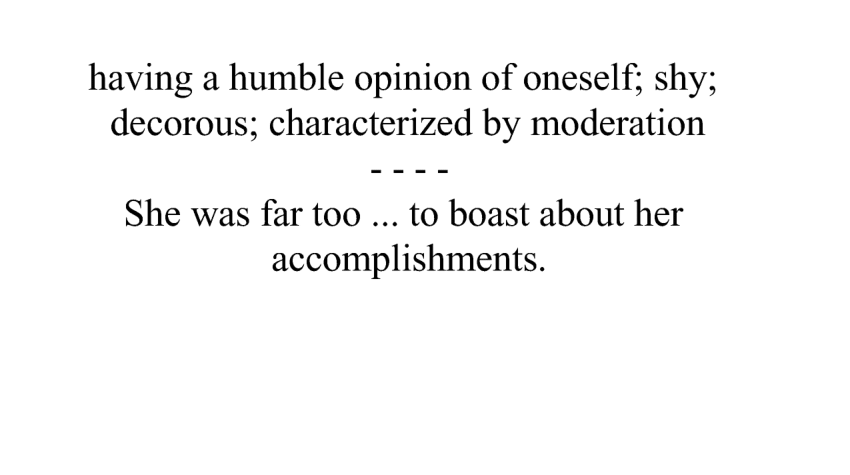 having a humble opinion of oneself; shy;
decorous; characterized by moderation
- - - -
She was far too ... to boast about her
accomplishments.